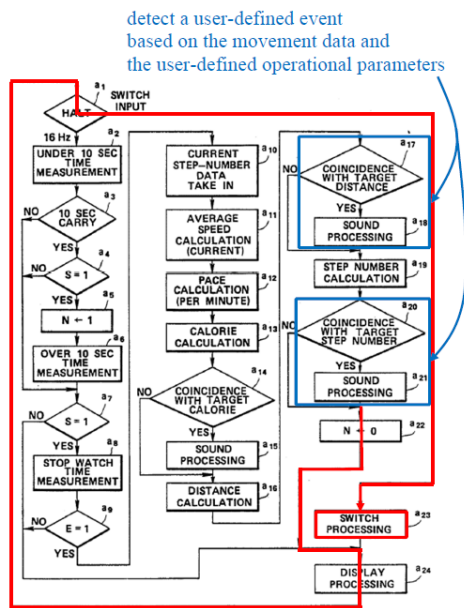 detect a user-defined event
based on the movement data and
the user-defined operational parameters
a1
SWITCH
INPUT
HALT
16 Hz
a2
UNDER 10 SEC
TIME
MEASUREMENT
a3
NO
10 SEC
CARRY
YES
a4
S = 1
YES
a5
N ← 1
a6
OVER 10 SEC
TIME
MEASUREMENT
a7
NO
S = 1
YES
a8
STOP WATCH
TIME
MEASUREMENT
a9
NO
E = 1
YES
a10
CURRENT
STEP-NUMBER
DATA
TAKE IN
a11
AVERAGE
SPEED
CALCULATION
(CURRENT)
a12
PACE
CALCULATION
(PER MINUTE)
a13
CALORIE
CALCULATION
a14
NO
COINCIDENCE
WITH TARGET
CALORIE
YES
a15
SOUND
PROCESSING
a16
DISTANCE
CALCULATION
a17
NO
COINCIDENCE
WITH TARGET
DISTANCE
YES
a18
SOUND
PROCESSING
a19
STEP NUMBER
CALCULATION
a20
NO
COINCIDENCE
WITH TARGET
STEP NUMBER
YES
a21
SOUND
PROCESSING
N ← 0
a22
a23
SWITCH
PROCESSING
a24
DISPLAY
PROCESSING